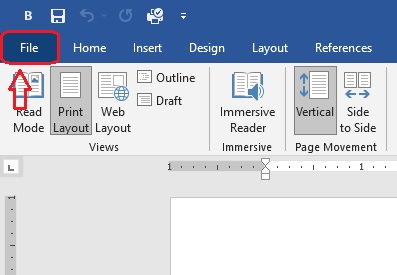 B
File Home Insert Design Layout References
Read Mode
Print Layout
Web Layout
Outline
Draft
Immersive Reader
Vertical
Side to Side
Views Immersive Page Movement
L
1 1
1